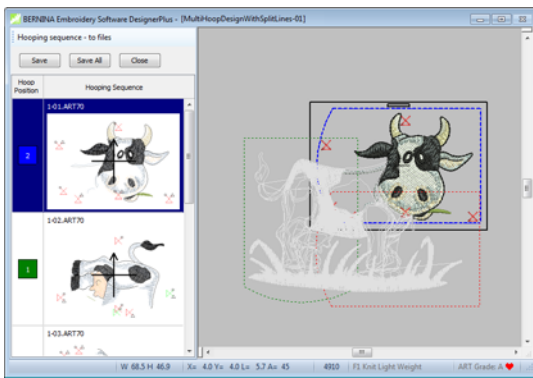 BERNINA Embroidery Software DesignerPlus - [MultiHoopDesignWithSplitLines-01]
Hooping sequence - to files
Save Save All Close
Hoop Position Hooping Sequence
1-01.ART70
2
1-02.ART70
1
1-03.ART70
W 68.5 H 46.9 X= 4.0 Y= 4.0 L= 5.7 A= 45 4910 F1 Knit Light Weight ART Grade: A